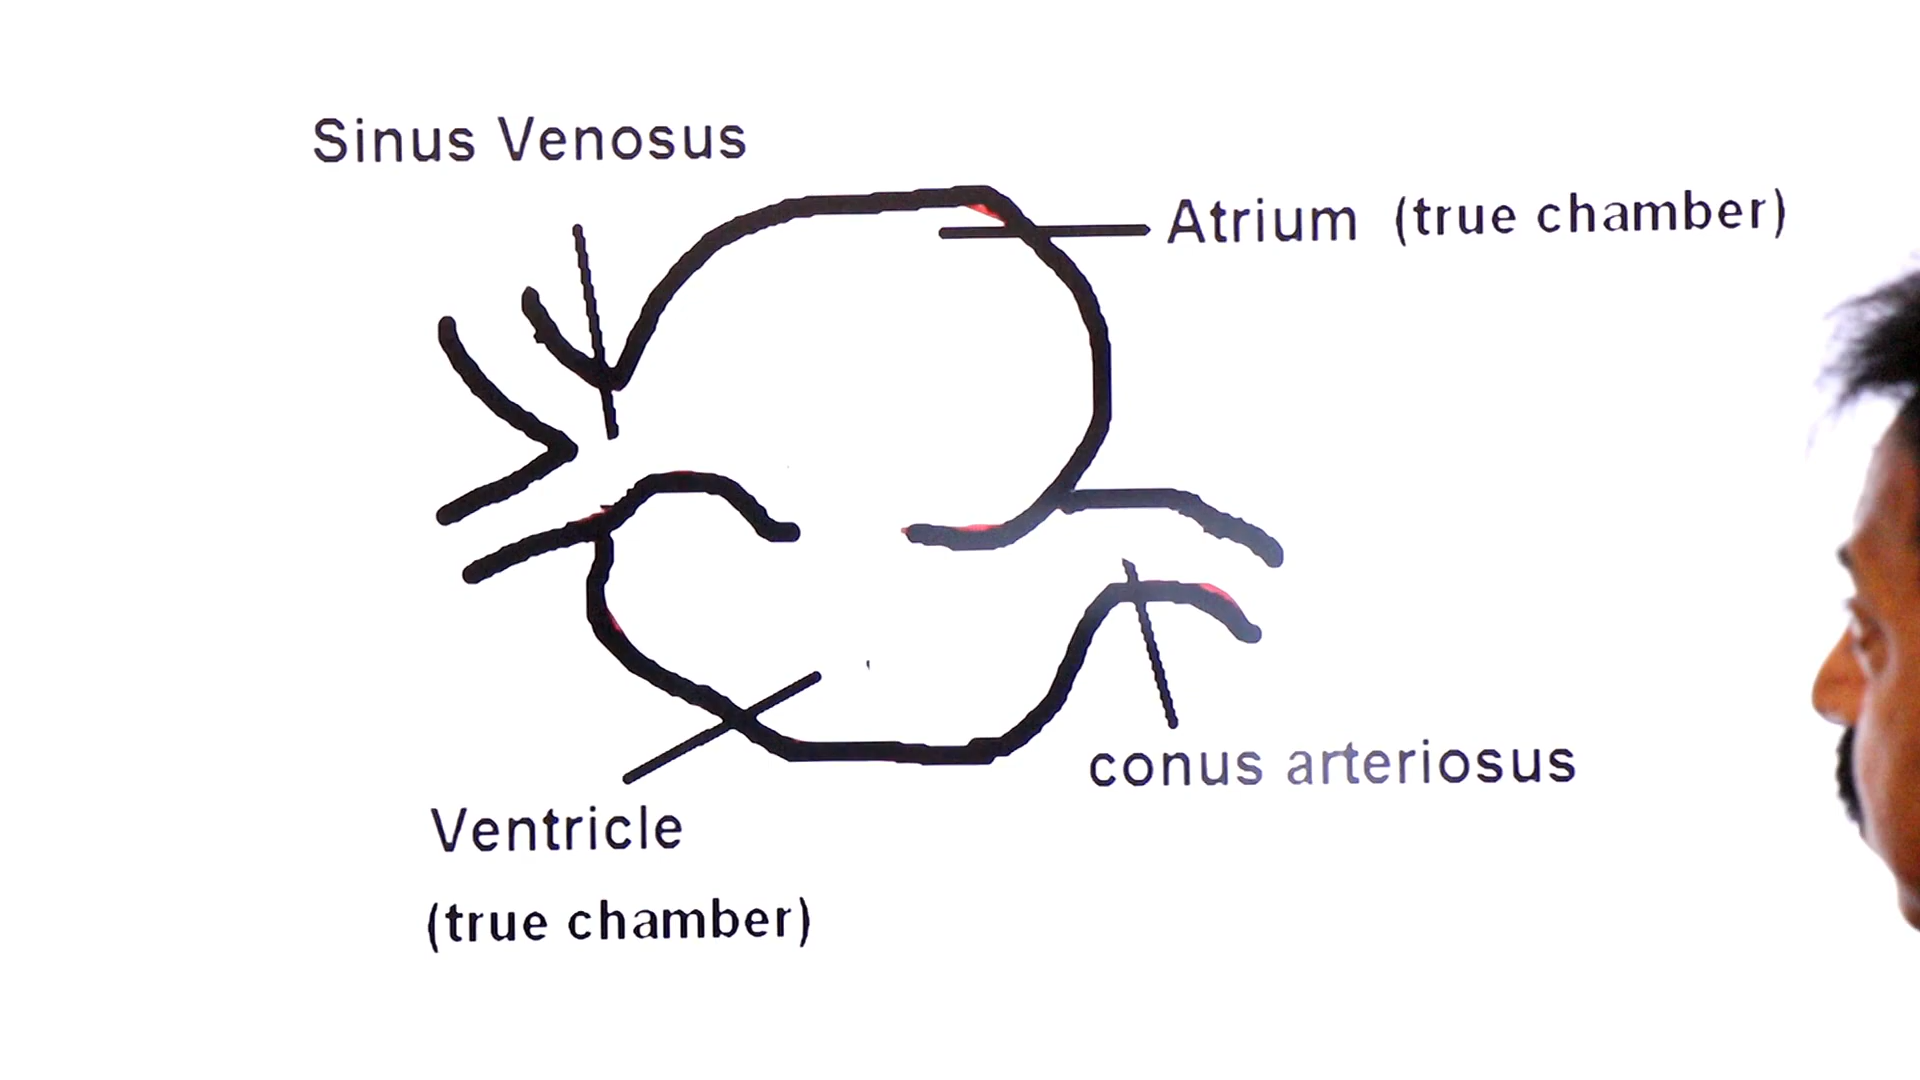 Sinus Venosus
Atrium (true chamber)
conus arteriosus
Ventricle
(true chamber)